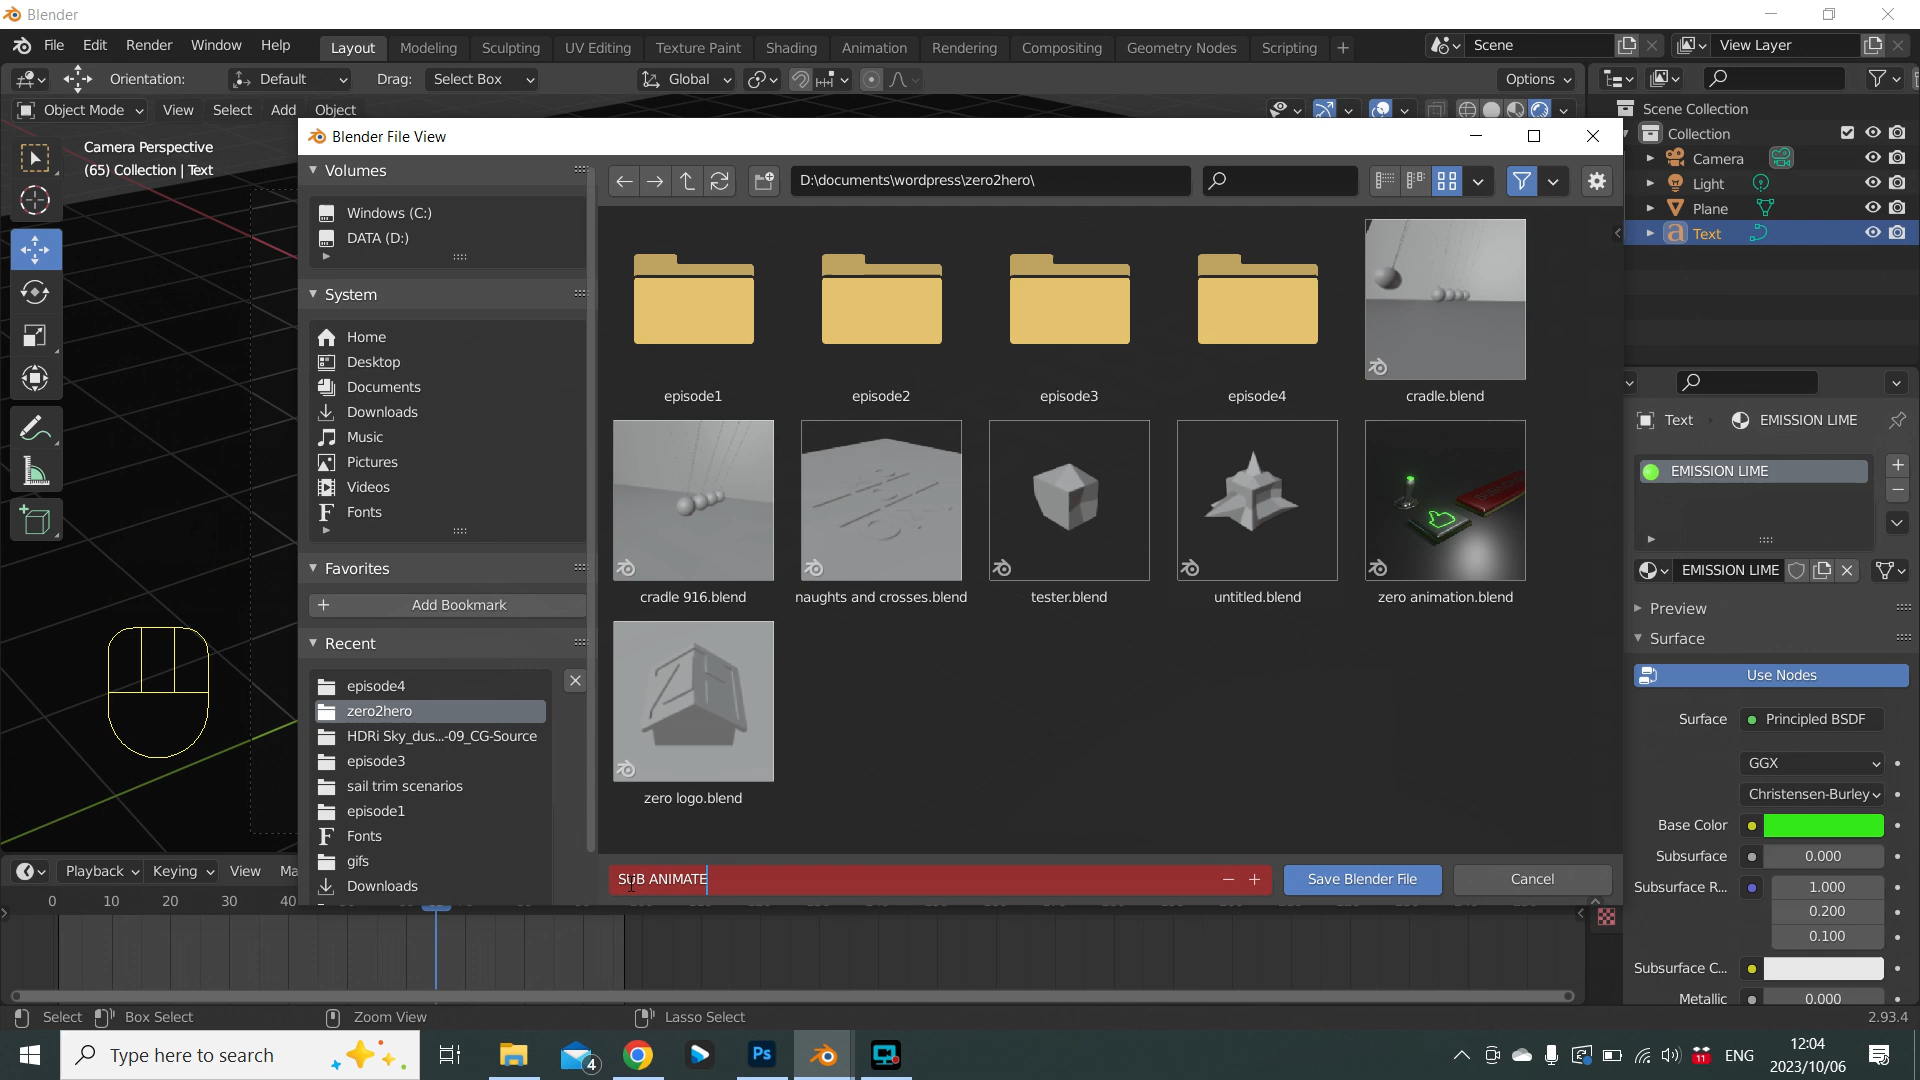 Blender
File Edit Render Window Help Layout Modeling Sculpting UV Editing Texture Paint Shading Animation Rendering Compositing Geometry Nodes Scripting + Scene View Layer
Orientation: Default Drag: Select Box Global Options
Object Mode View Select Add Object
Scene Collection
Collection
Camera
Light
Plane
Text
Camera Perspective
(65) Collection | Text
Blender File View
Volumes
Windows (C:)
DATA (D:)
System
Home
Desktop
Documents
Downloads
Music
Pictures
Videos
Fonts
Favorites
Add Bookmark
Recent
episode4
zero2hero
HDRi Sky_dus...-09_CG-Source
episode3
sail trim scenarios
episode1
Fonts
gifs
Downloads
D:\documents\wordpress\zero2hero\
episode1 episode2 episode3 episode4 cradle.blend
cradle 916.blend naughts and crosses.blend tester.blend untitled.blend zero animation.blend
zero logo.blend
SUB ANIMATE Save Blender File Cancel
Text EMISSION LIME
EMISSION LIME
EMISSION LIME
Preview
Surface
Use Nodes
Surface Principled BSDF
GGX
Christensen-Burley
Base Color
Subsurface 0.000
Subsurface R... 1.000
0.200
0.100
Subsurface C...
Metallic 0.000
Playback Keying View Ma
0 10 20 30 40
Select Box Select Zoom View Lasso Select 2.93.4
Type here to search 4 Ps 11 ENG 12:04
2023/10/06